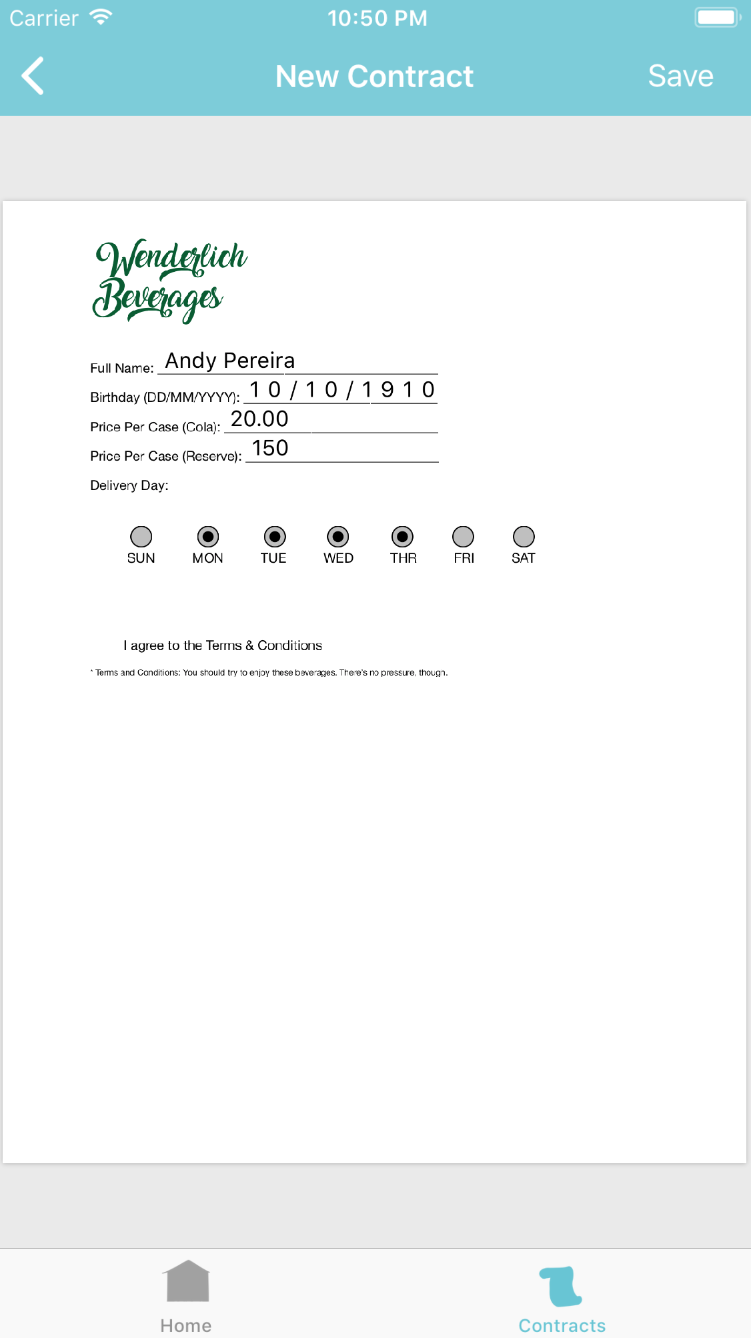 Carrier 10:50 PM
New Contract Save
Wenderlich
Beverages
Full Name: Andy Pereira
Birthday (DD/MM/YYYY): 10/10/1910
Price Per Case (Cola): 20.00
Price Per Case (Reserve): 150
Delivery Day:
SUN MON TUE WED THR FRI SAT
I agree to the Terms & Conditions
* Terms and Conditions: You should try to enjoy these beverages. There's no pressure, though.
Home Contracts